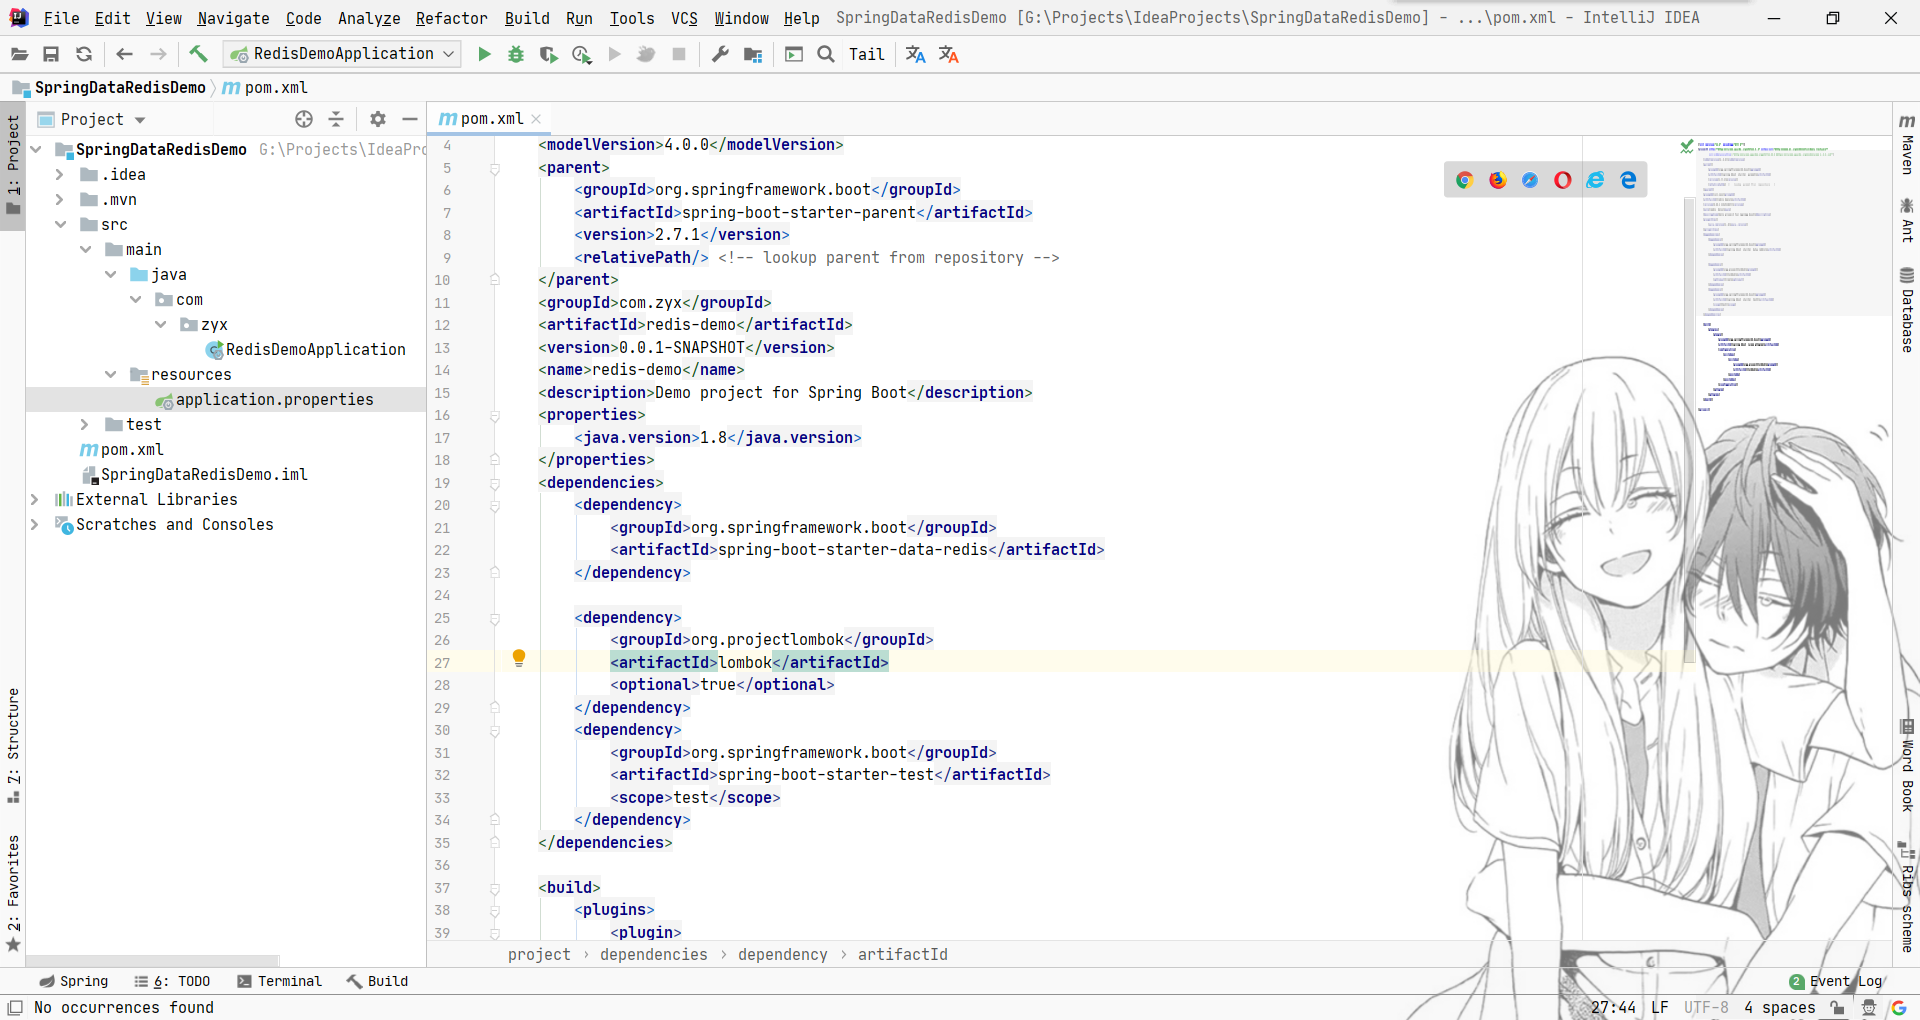 File Edit View Navigate Code Analyze Refactor Build Run Tools VCS Window Help SpringDataRedisDemo [G:\Projects\IdeaProjects\SpringDataRedisDemo] - ...\pom.xml - IntelliJ IDEA
RedisDemoApplication Tail
SpringDataRedisDemo pom.xml
Project
pom.xml
SpringDataRedisDemo G:\Projects\IdeaPro
.idea
.mvn
src
main
java
com
zyx
RedisDemoApplication
resources
application.properties
test
pom.xml
SpringDataRedisDemo.iml
External Libraries
Scratches and Consoles
1: Project
7: Structure
2: Favorites
4 <modelVersion>4.0.0</modelVersion>
5 <parent>
6 <groupId>org.springframework.boot</groupId>
7 <artifactId>spring-boot-starter-parent</artifactId>
8 <version>2.7.1</version>
9 <relativePath/> <!-- lookup parent from repository -->
10 </parent>
11 <groupId>com.zyx</groupId>
12 <artifactId>redis-demo</artifactId>
13 <version>0.0.1-SNAPSHOT</version>
14 <name>redis-demo</name>
15 <description>Demo project for Spring Boot</description>
16 <properties>
17 <java.version>1.8</java.version>
18 </properties>
19 <dependencies>
20 <dependency>
21 <groupId>org.springframework.boot</groupId>
22 <artifactId>spring-boot-starter-data-redis</artifactId>
23 </dependency>
24
25 <dependency>
26 <groupId>org.projectlombok</groupId>
27 <artifactId>lombok</artifactId>
28 <optional>true</optional>
29 </dependency>
30 <dependency>
31 <groupId>org.springframework.boot</groupId>
32 <artifactId>spring-boot-starter-test</artifactId>
33 <scope>test</scope>
34 </dependency>
35 </dependencies>
36
37 <build>
38 <plugins>
39 <plugin>
project › dependencies › dependency › artifactId
Maven
Ant
Database
Word Book
Ribs scheme
Spring 6: TODO Terminal Build 2 Event Log
No occurrences found 27:44 LF UTF-8 4 spaces